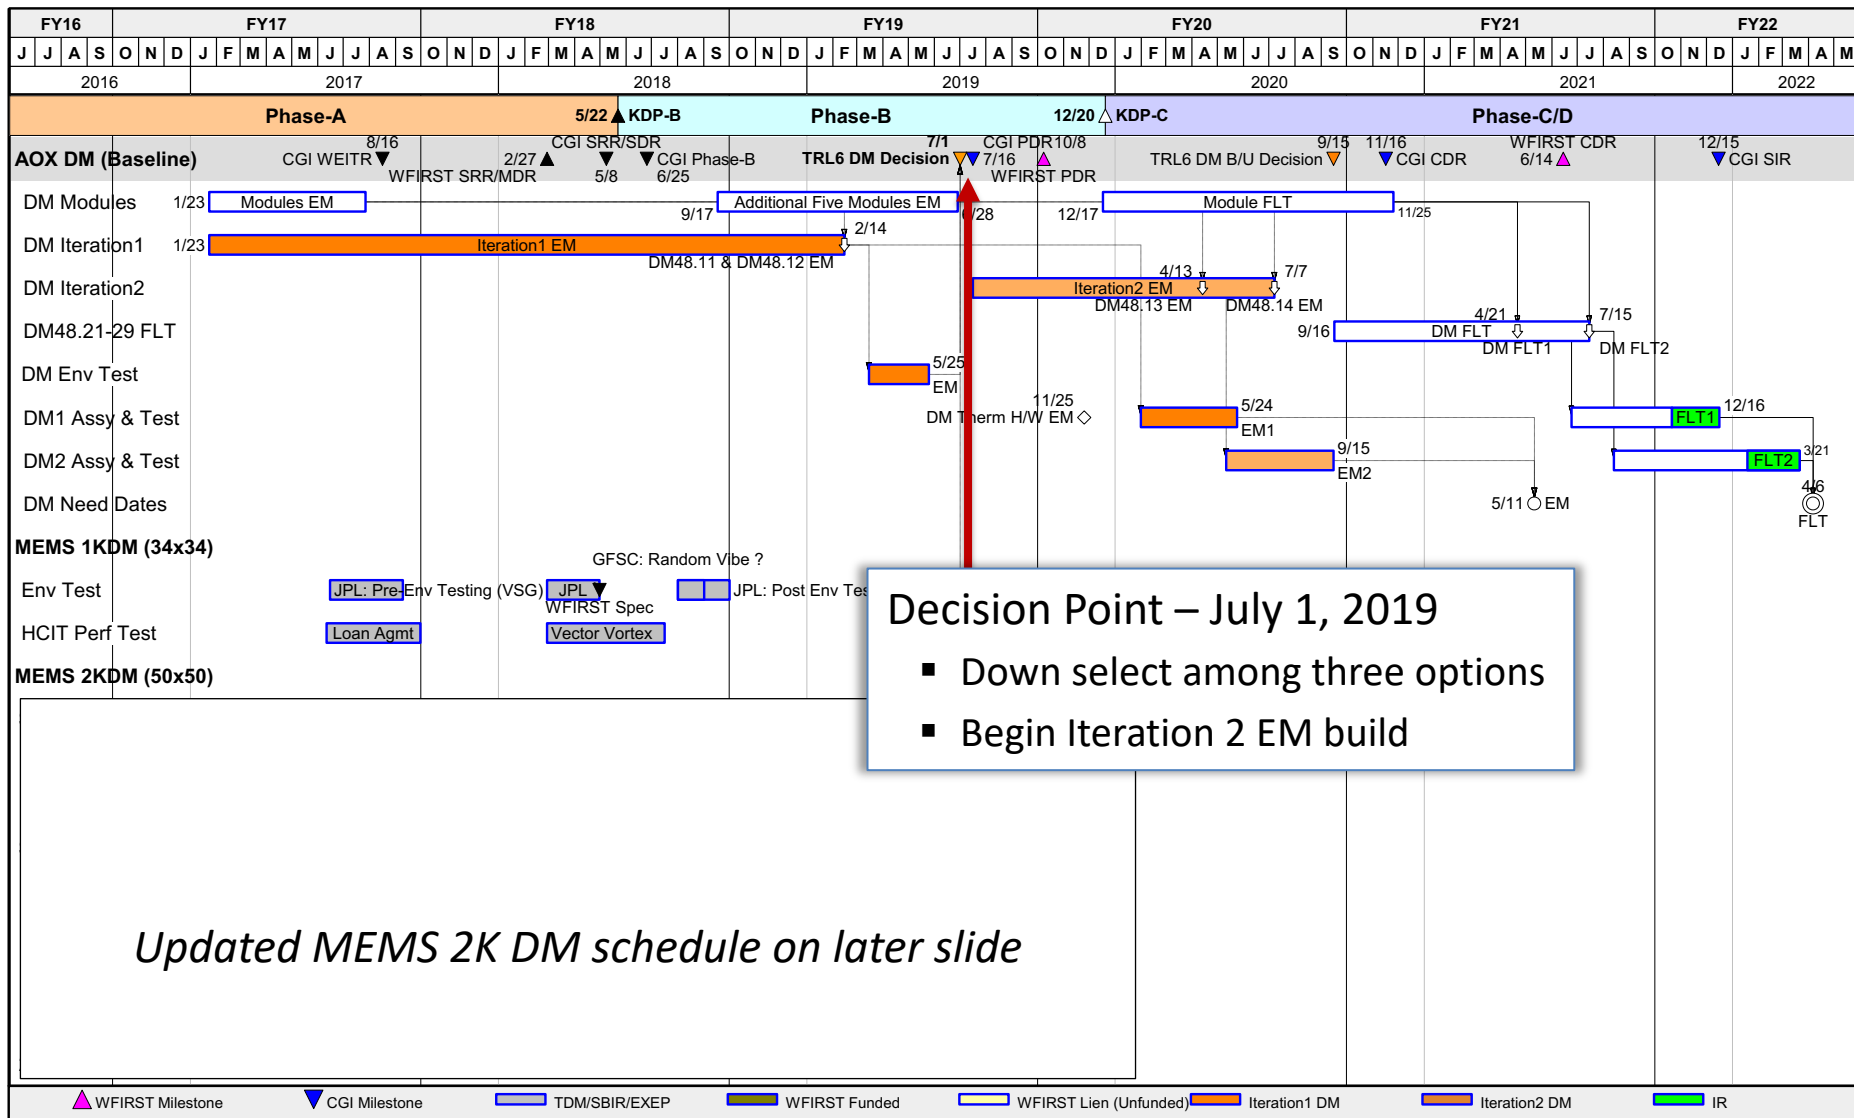 FY16 FY17 FY18 FY19 FY20 FY21 FY22
J J A S O N D J F M A M J J A S O N D J F M A M J J A S O N D J F M A M J J A S O N D J F M A M J J A S O N D J F M A M J J A S O N D J F M A M
2016 2017 2018 2019 2020 2021 2022
Phase-A 5/22 KDP-B Phase-B 12/20 KDP-C Phase-C/D
8/16 CGI SRR/SDR 7/1 CGI PDR 10/8 9/15 11/16 WFIRST CDR 12/15
AOX DM (Baseline) CGI WEITR 2/27 CGI Phase-B TRL6 DM Decision 7/16 TRL6 DM B/U Decision CGI CDR 6/14 CGI SIR
WFIRST SRR/MDR 5/8 6/25 WFIRST PDR
DM Modules 1/23 Modules EM 9/17 Additional Five Modules EM 6/28 12/17 Module FLT 11/25
DM Iteration1 1/23 Iteration1 EM 2/14
DM48.11 & DM48.12 EM
DM Iteration2 Iteration2 EM 4/13 7/7
DM48.13 EM DM48.14 EM
DM48.21-29 FLT 9/16 DM FLT 4/21 7/15
DM FLT1 DM FLT2
DM Env Test 5/25
EM
11/25
DM1 Assy & Test DM Therm H/W EM 5/24 FLT1 12/16
EM1
DM2 Assy & Test 9/15 FLT2 3/21
EM2
DM Need Dates 5/11 EM 4/6
FLT
MEMS 1KDM (34x34)
GFSC: Random Vibe ?
Env Test JPL: Pre-Env Testing (VSG) JPL JPL: Post Env Tes
WFIRST Spec
HCIT Perf Test Loan Agmt Vector Vortex
MEMS 2KDM (50x50)
Decision Point – July 1, 2019
▪ Down select among three options
▪ Begin Iteration 2 EM build
Updated MEMS 2K DM schedule on later slide
WFIRST Milestone CGI Milestone TDM/SBIR/EXEP WFIRST Funded WFIRST Lien (Unfunded) Iteration1 DM Iteration2 DM IR